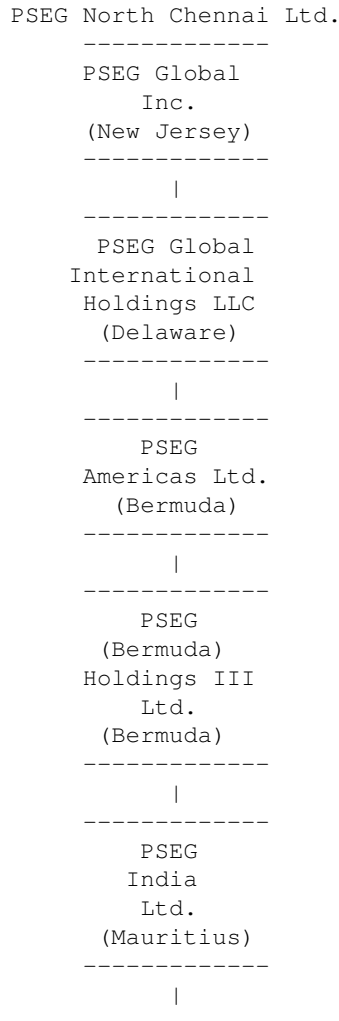 PSEG North Chennai Ltd.
-------------
PSEG Global
Inc.
(New Jersey)
-------------
|
-------------
PSEG Global
International
Holdings LLC
(Delaware)
-------------
|
-------------
PSEG
Americas Ltd.
(Bermuda)
-------------
|
-------------
PSEG
(Bermuda)
Holdings III
Ltd.
(Bermuda)
-------------
|
-------------
PSEG
India
Ltd.
(Mauritius)
-------------
|